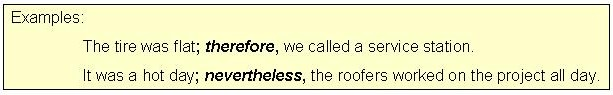 Examples:
The tire was flat; therefore, we called a service station.
It was a hot day; nevertheless, the roofers worked on the project all day.